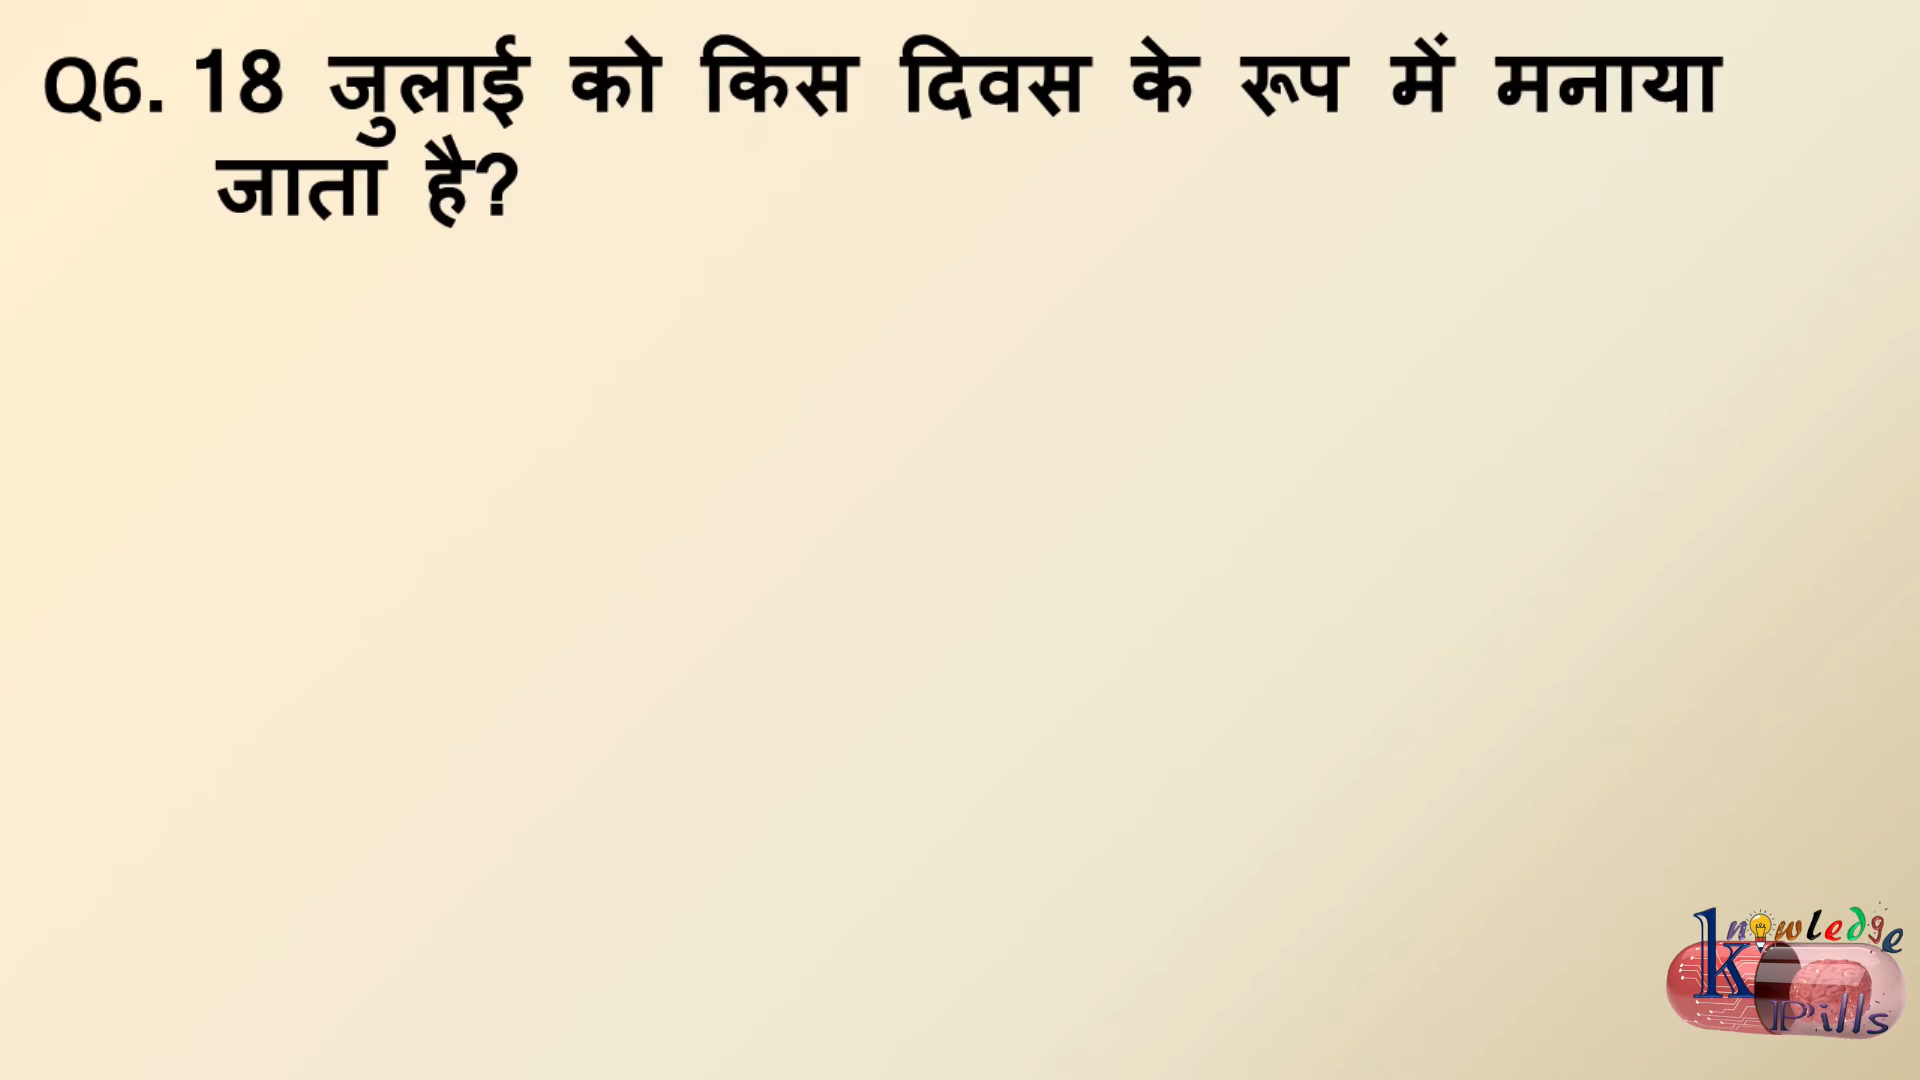 Q6. 18 जुलाई को किस दिवस के रूप में मनाया
जाता है?
knowledge
Pills